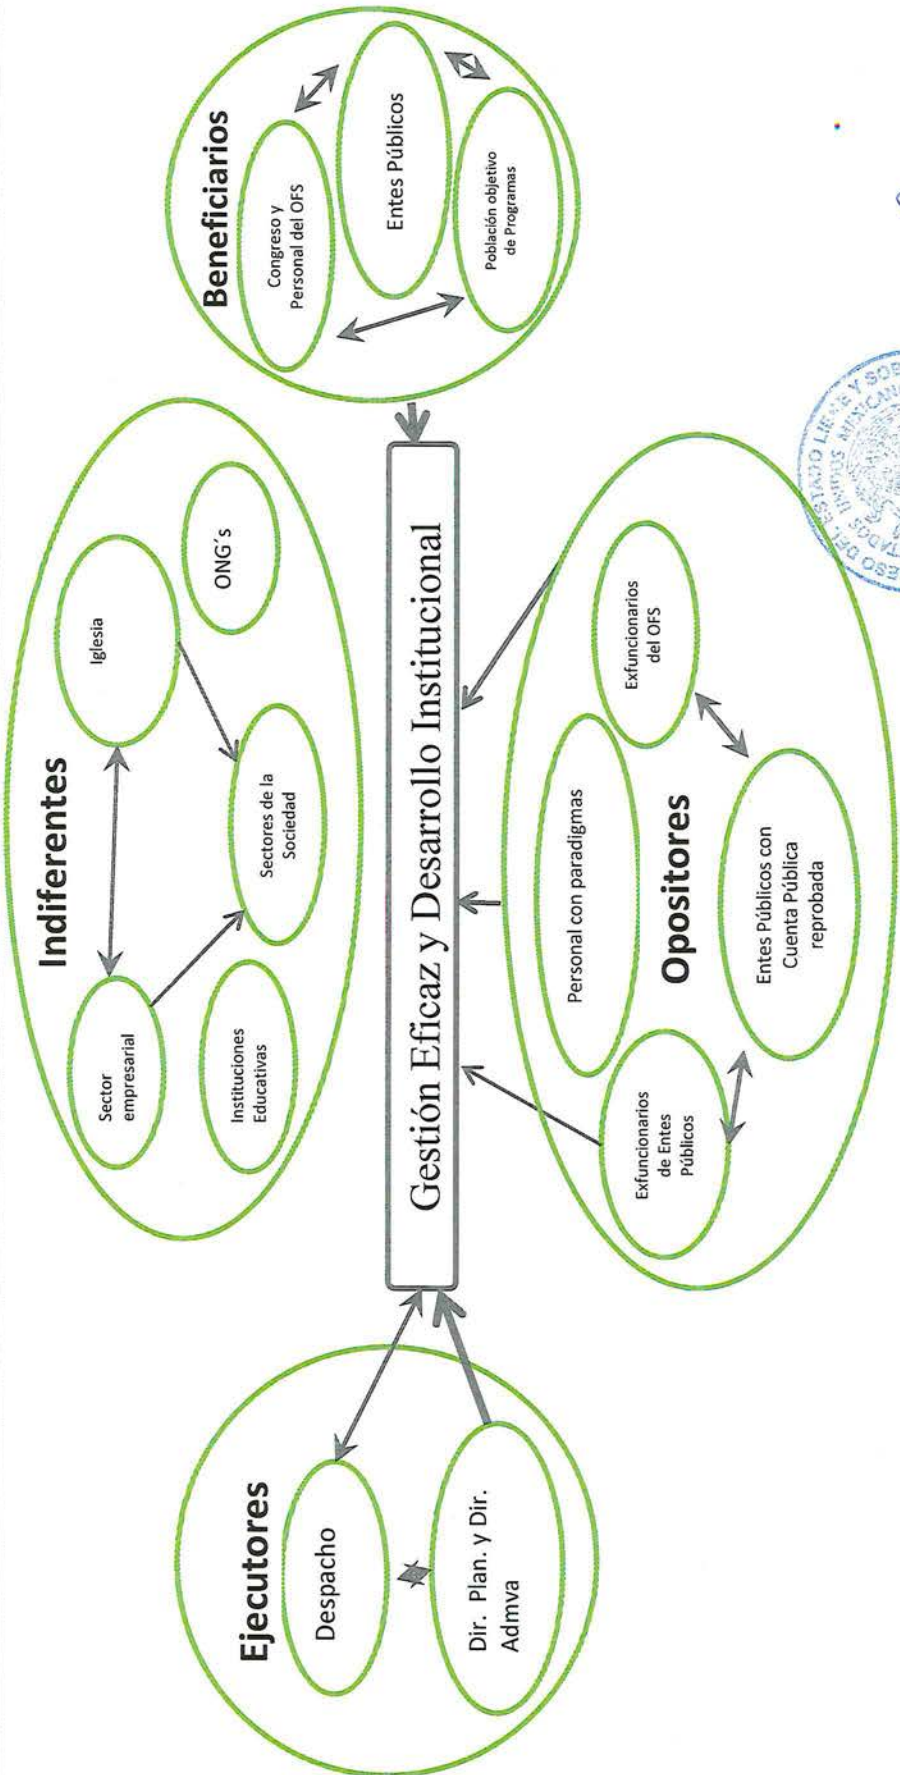 Indiferentes
Sector
empresarial
Iglesia
Instituciones
Educativas
Sectores de la
Sociedad
ONG´s
Ejecutores
Despacho
Dir. Plan. y Dir.
Admva
Gestión Eficaz y Desarrollo Institucional
Beneficiarios
Congreso y
Personal del OFS
Entes Públicos
Población objetivo
de Programas
Opositores
Exfuncionarios
de Entes
Públicos
Personal con paradigmas
Exfuncionarios
del OFS
Entes Públicos con
Cuenta Pública
reprobada